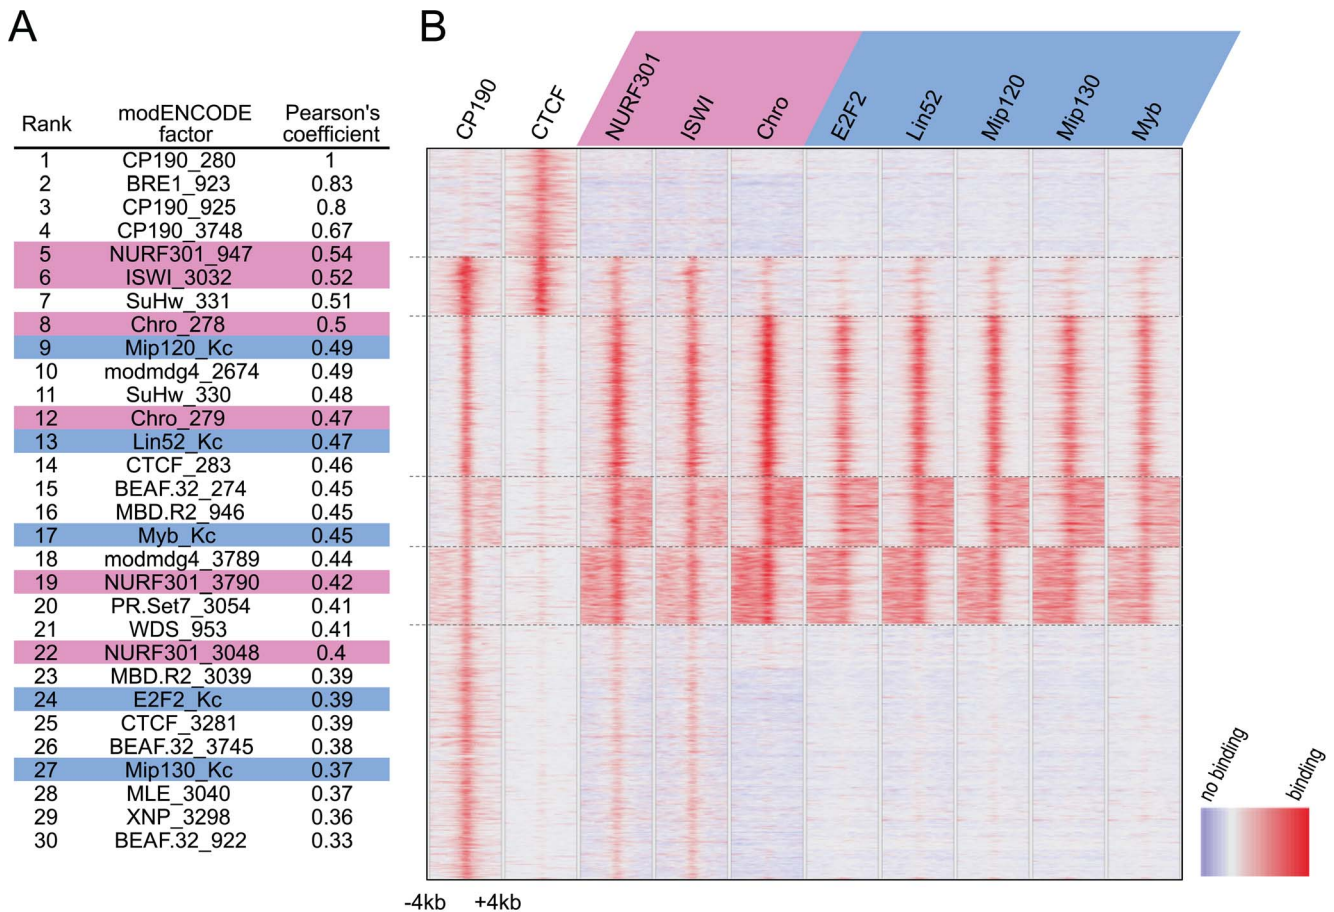 A
B
Rank modENCODE factor Pearson's coefficient
1 CP190_280 1
2 BRE1_923 0.83
3 CP190_925 0.8
4 CP190_3748 0.67
5 NURF301_947 0.54
6 ISWI_3032 0.52
7 SuHw_331 0.51
8 Chro_278 0.5
9 Mip120_Kc 0.49
10 modmdg4_2674 0.49
11 SuHw_330 0.48
12 Chro_279 0.47
13 Lin52_Kc 0.47
14 CTCF_283 0.46
15 BEAF.32_274 0.45
16 MBD.R2_946 0.45
17 Myb_Kc 0.45
18 modmdg4_3789 0.44
19 NURF301_3790 0.42
20 PR.Set7_3054 0.41
21 WDS_953 0.41
22 NURF301_3048 0.4
23 MBD.R2_3039 0.39
24 E2F2_Kc 0.39
25 CTCF_3281 0.39
26 BEAF.32_3745 0.38
27 Mip130_Kc 0.37
28 MLE_3040 0.37
29 XNP_3298 0.36
30 BEAF.32_922 0.33
CP190 CTCF NURF301 ISWI Chro E2F2 Lin52 Mip120 Mip130 Myb
-4kb +4kb
no binding binding